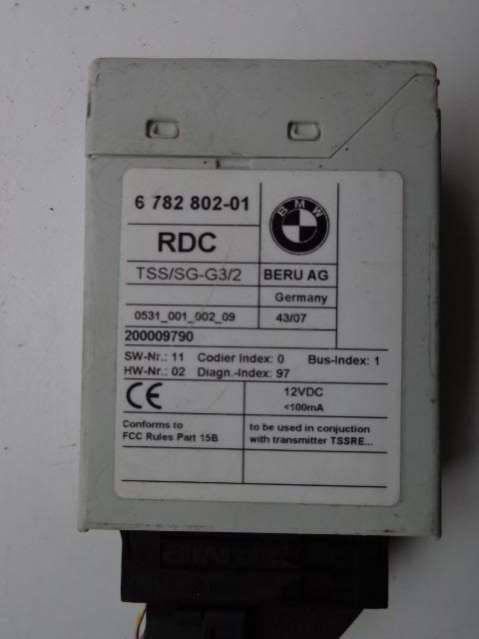 6 782 802-01
BMW
RDC
TSS/SG-G3/2 BERU AG
Germany
0531_001_002_09 43/07
200009790
SW-Nr.: 11 Codier Index: 0 Bus-Index: 1
HW-Nr.: 02 Diagn.-Index: 97
CE 12VDC
<100mA
Conforms to to be used in conjuction
FCC Rules Part 15B with transmitter TSSRE...